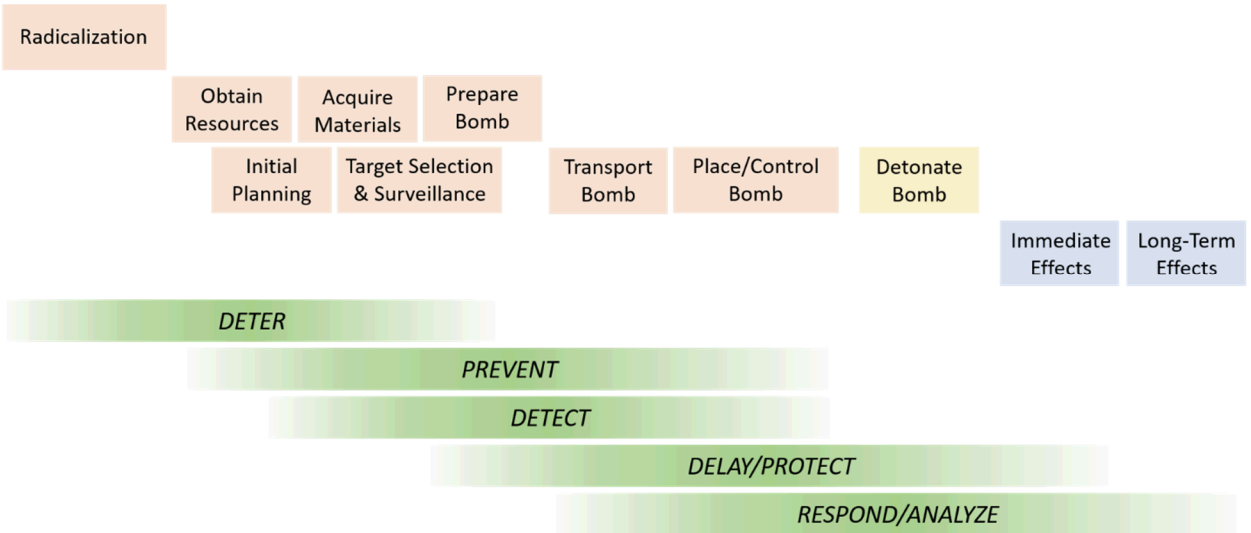 Radicalization
Obtain
Resources
Acquire
Materials
Prepare
Bomb
Initial
Planning
Target Selection
& Surveillance
Transport
Bomb
Place/Control
Bomb
Detonate
Bomb
Immediate
Effects
Long-Term
Effects
DETER
PREVENT
DETECT
DELAY/PROTECT
RESPOND/ANALYZE